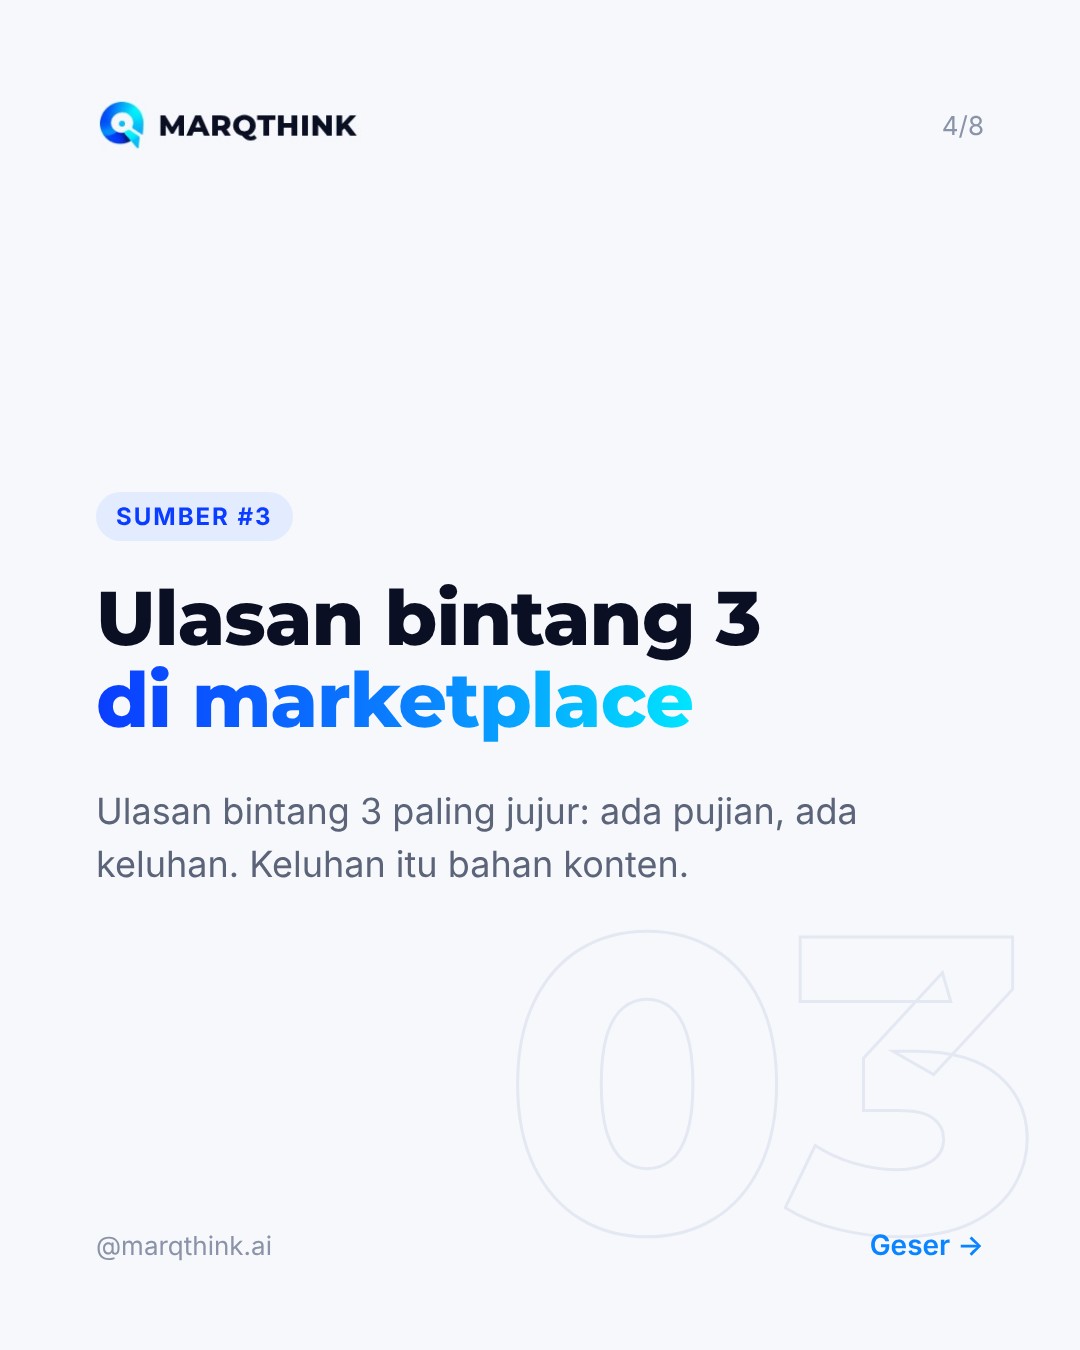 MARQTHINK
4/8
SUMBER #3
Ulasan bintang 3
di marketplace
Ulasan bintang 3 paling jujur: ada pujian, ada
keluhan. Keluhan itu bahan konten.
03
@marqthink.ai
Geser →